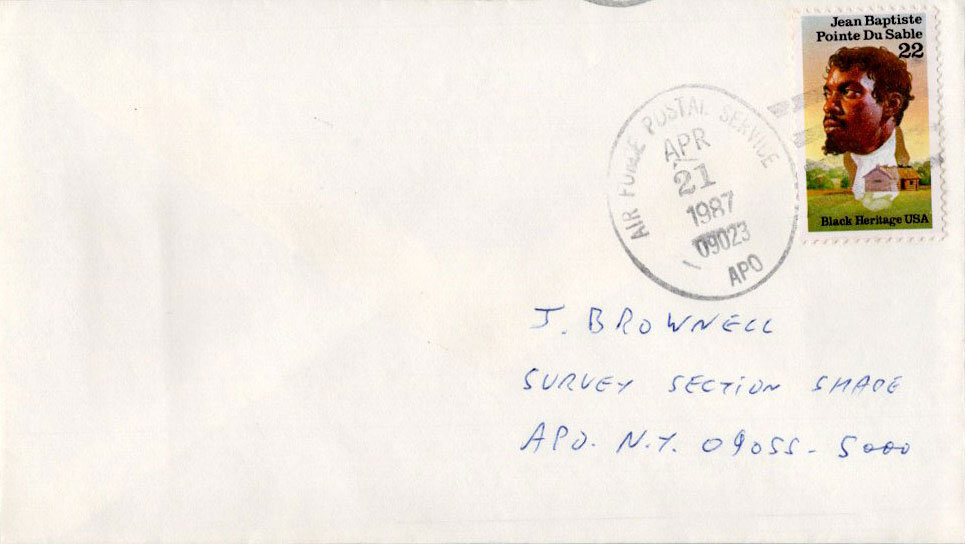 Jean Baptiste
Pointe Du Sable
22
Black Heritage USA
AIR FORCE POSTAL SERVICE
APR
21
1987
09023
APO
J. BROWNELL
SURVEY SECTION SHAPE
APO. N.Y. 09055-5000